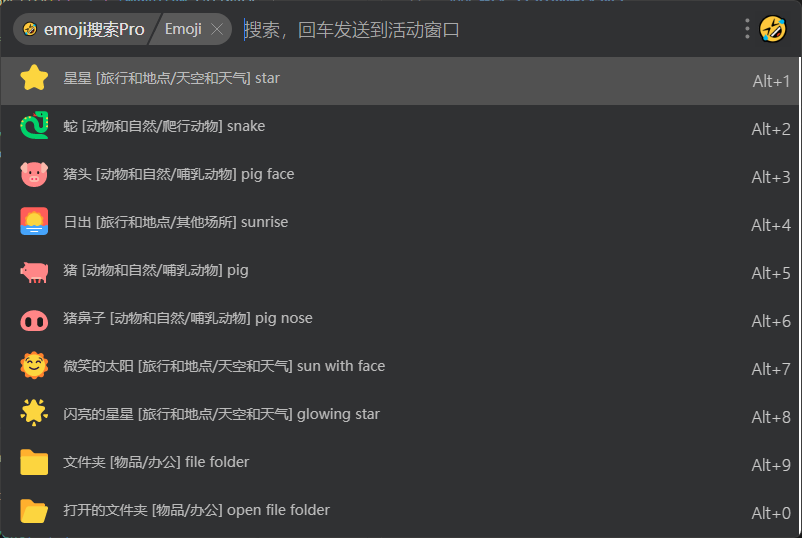 emoji搜索Pro Emoji 搜索，回车发送到活动窗口
星星 [旅行和地点/天空和天气] star Alt+1
蛇 [动物和自然/爬行动物] snake Alt+2
猪头 [动物和自然/哺乳动物] pig face Alt+3
日出 [旅行和地点/其他场所] sunrise Alt+4
猪 [动物和自然/哺乳动物] pig Alt+5
猪鼻子 [动物和自然/哺乳动物] pig nose Alt+6
微笑的太阳 [旅行和地点/天空和天气] sun with face Alt+7
闪亮的星星 [旅行和地点/天空和天气] glowing star Alt+8
文件夹 [物品/办公] file folder Alt+9
打开的文件夹 [物品/办公] open file folder Alt+0